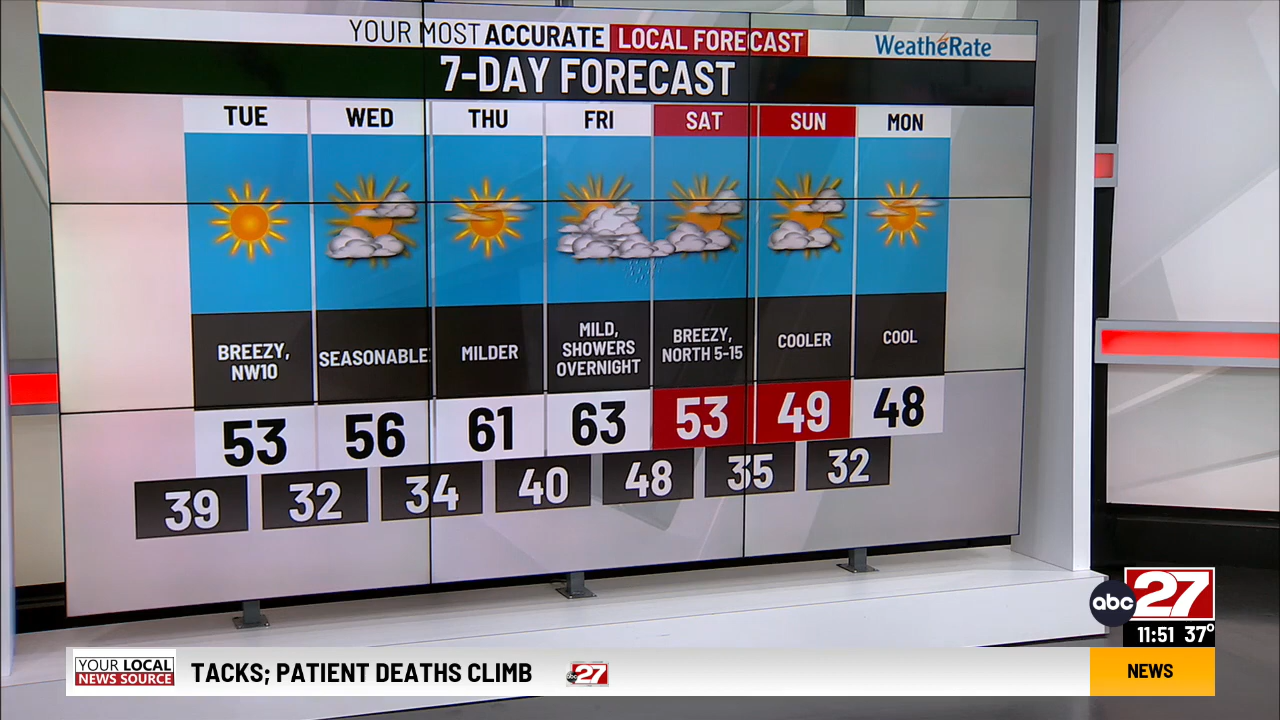 YOUR MOST ACCURATE LOCAL FORECAST
WeatheRate
7-DAY FORECAST
TUE WED THU FRI SAT SUN MON
BREEZY, NW10
SEASONABLE
MILDER
MILD, SHOWERS OVERNIGHT
BREEZY, NORTH 5-15
COOLER
COOL
53 56 61 63 53 49 48
39 32 34 40 48 35 32
abc 27
11:51 37°
YOUR LOCAL
NEWS SOURCE
TACKS; PATIENT DEATHS CLIMB
abc 27
NEWS